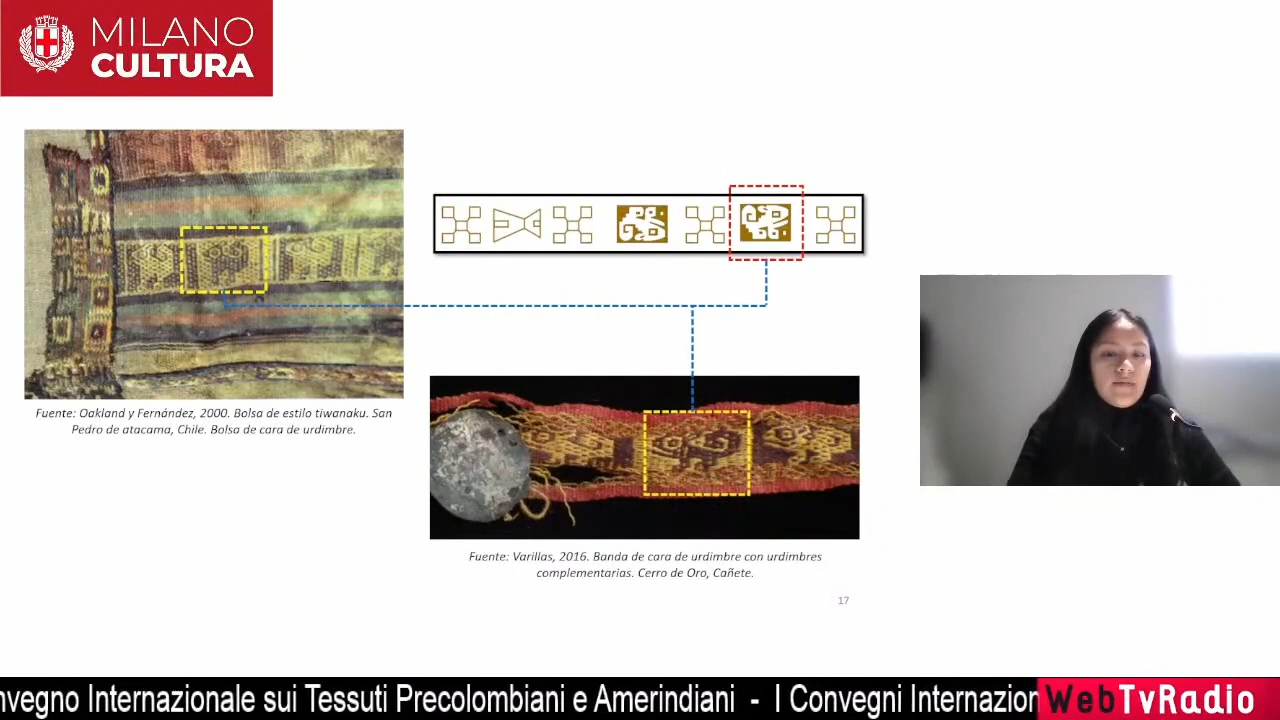 MILANO
CULTURA
Fuente: Oakland y Fernández, 2000. Bolsa de estilo tiwanaku. San
Pedro de atacama, Chile. Bolsa de cara de urdimbre.
Fuente: Varillas, 2016. Banda de cara de urdimbre con urdimbres
complementarias. Cerro de Oro, Cañete.
17
nvegno Internazionale sui Tessuti Precolombiani e Amerindiani - I Convegni Internazion
WebTvRadio